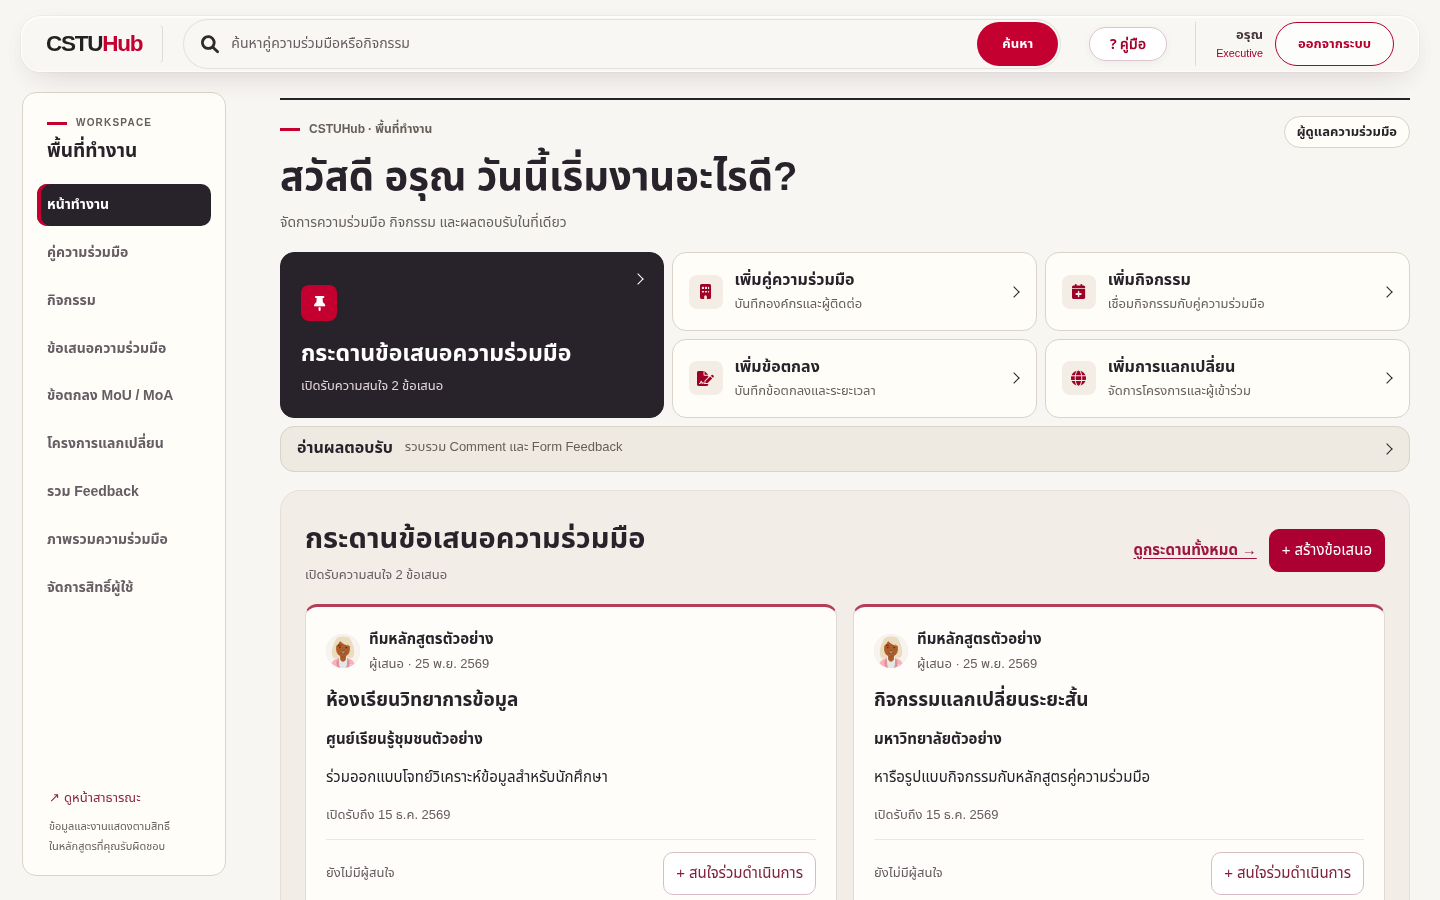 CSTUHub
ค้นหาคู่ความร่วมมือหรือกิจกรรม
ค้นหา
? คู่มือ
อรุณ
Executive
ออกจากระบบ
WORKSPACE
พื้นที่ทำงาน
หน้าทำงาน
คู่ความร่วมมือ
กิจกรรม
ข้อเสนอความร่วมมือ
ข้อตกลง MoU / MoA
โครงการแลกเปลี่ยน
รวม Feedback
ภาพรวมความร่วมมือ
จัดการสิทธิ์ผู้ใช้
↗ ดูหน้าสาธารณะ
ข้อมูลและงานแสดงตามสิทธิ์
ในหลักสูตรที่คุณรับผิดชอบ
CSTUHub · พื้นที่ทำงาน
ผู้ดูแลความร่วมมือ
สวัสดี อรุณ วันนี้เริ่มงานอะไรดี?
จัดการความร่วมมือ กิจกรรม และผลตอบรับในที่เดียว
กระดานข้อเสนอความร่วมมือ
เปิดรับความสนใจ 2 ข้อเสนอ
เพิ่มคู่ความร่วมมือ
บันทึกองค์กรและผู้ติดต่อ
เพิ่มกิจกรรม
เชื่อมกิจกรรมกับคู่ความร่วมมือ
เพิ่มข้อตกลง
บันทึกข้อตกลงและระยะเวลา
เพิ่มการแลกเปลี่ยน
จัดการโครงการและผู้เข้าร่วม
อ่านผลตอบรับ รวบรวม Comment และ Form Feedback
กระดานข้อเสนอความร่วมมือ
เปิดรับความสนใจ 2 ข้อเสนอ
ดูกระดานทั้งหมด →
+ สร้างข้อเสนอ
ทีมหลักสูตรตัวอย่าง
ผู้เสนอ · 25 พ.ย. 2569
ห้องเรียนวิทยาการข้อมูล
ศูนย์เรียนรู้ชุมชนตัวอย่าง
ร่วมออกแบบโจทย์วิเคราะห์ข้อมูลสำหรับนักศึกษา
เปิดรับถึง 15 ธ.ค. 2569
ยังไม่มีผู้สนใจ
+ สนใจร่วมดำเนินการ
ทีมหลักสูตรตัวอย่าง
ผู้เสนอ · 25 พ.ย. 2569
กิจกรรมแลกเปลี่ยนระยะสั้น
มหาวิทยาลัยตัวอย่าง
หารือรูปแบบกิจกรรมกับหลักสูตรคู่ความร่วมมือ
เปิดรับถึง 15 ธ.ค. 2569
ยังไม่มีผู้สนใจ
+ สนใจร่วมดำเนินการ